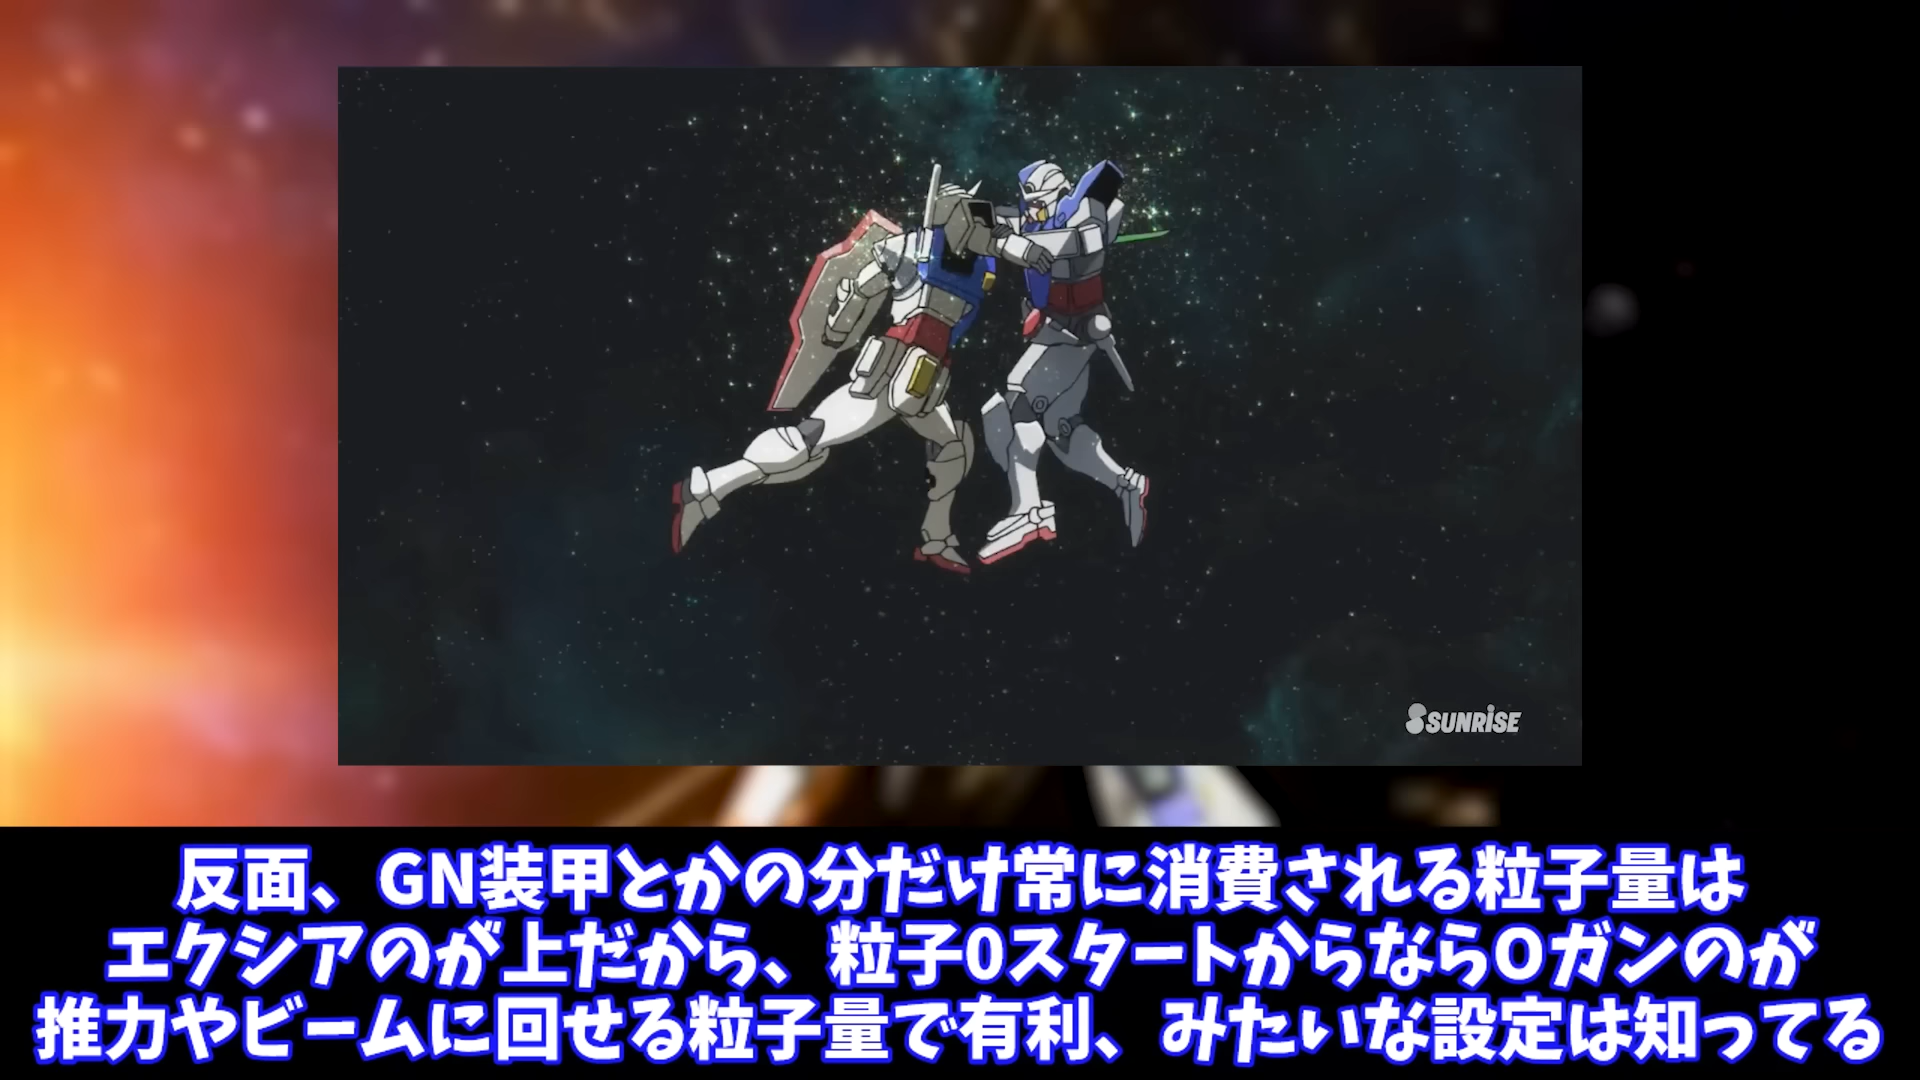 SUNRISE
反面、GN装甲とかの分だけ常に消費される粒子量は
エクシアのが上だから、粒子0スタートからならOガンのが
推力やビームに回せる粒子量で有利、みたいな設定は知ってる